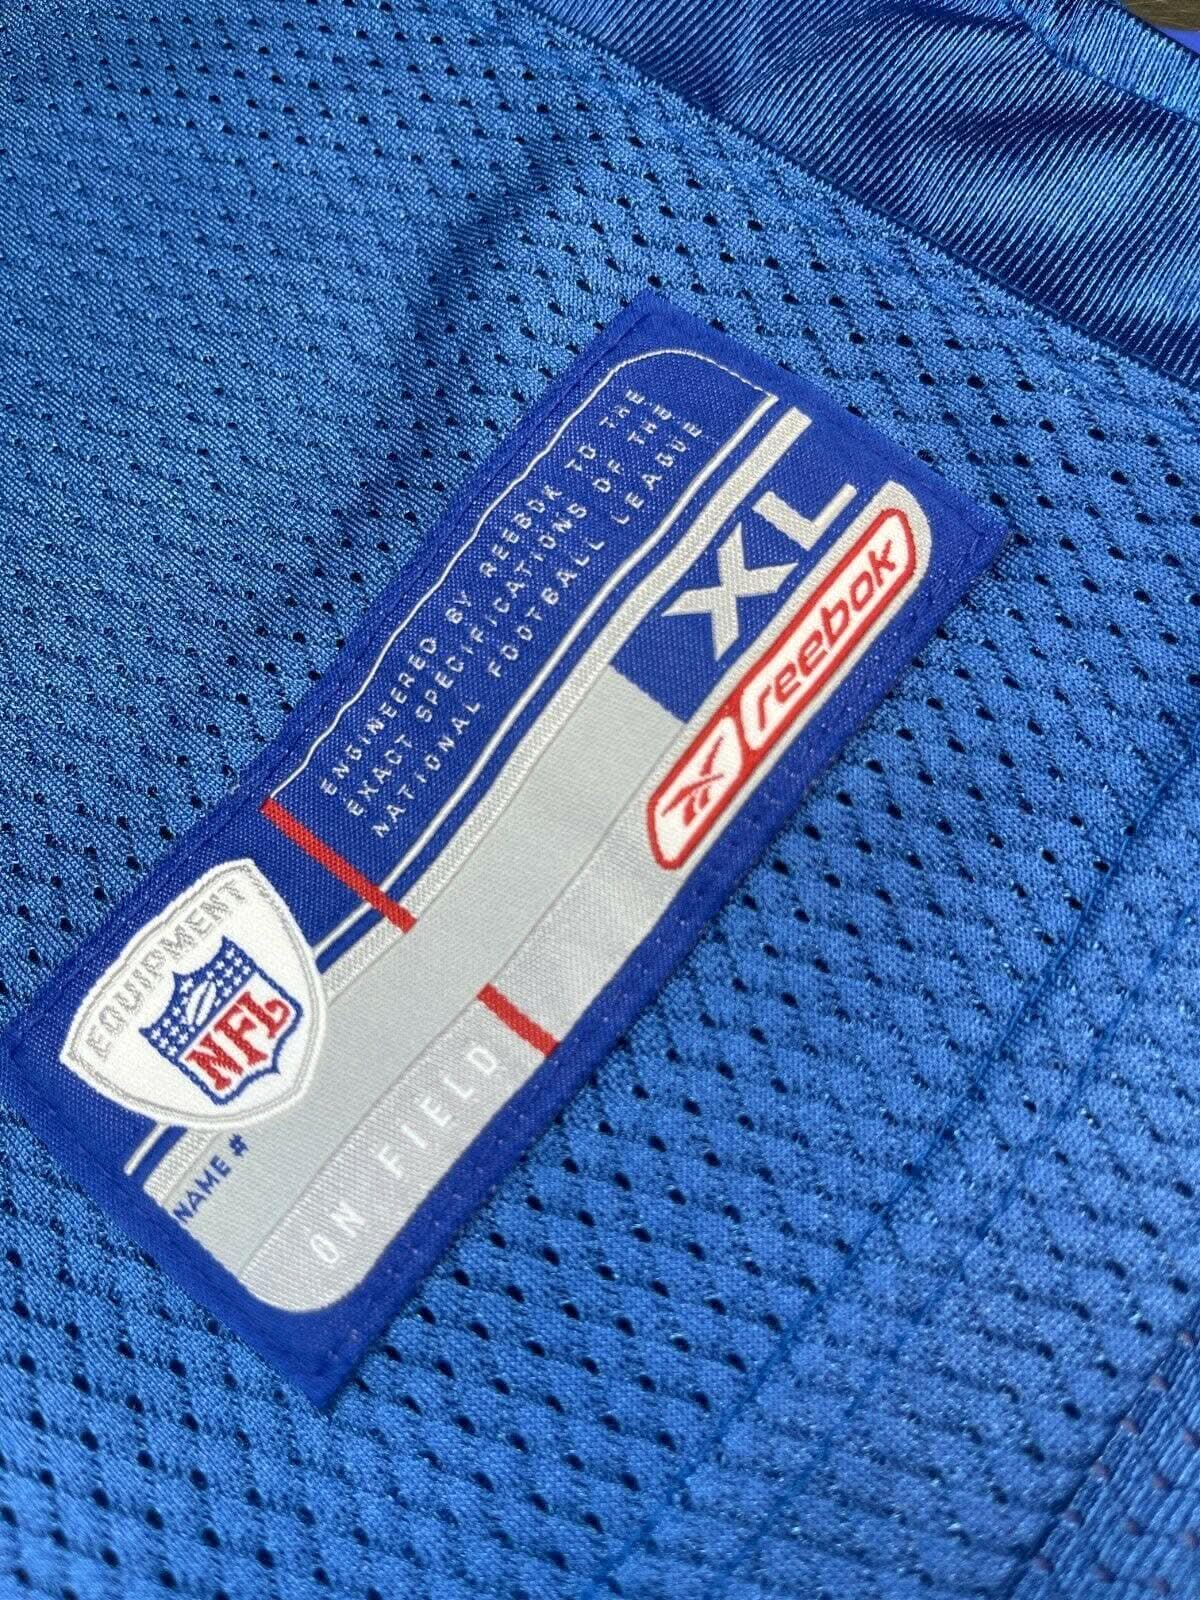 ENGINEERED BY REEBOK TO THE
EXACT SPECIFICATIONS OF THE
NATIONAL FOOTBALL LEAGUE
XL
reebok
EQUIPMENT
NFL
NAME #
ON FIELD